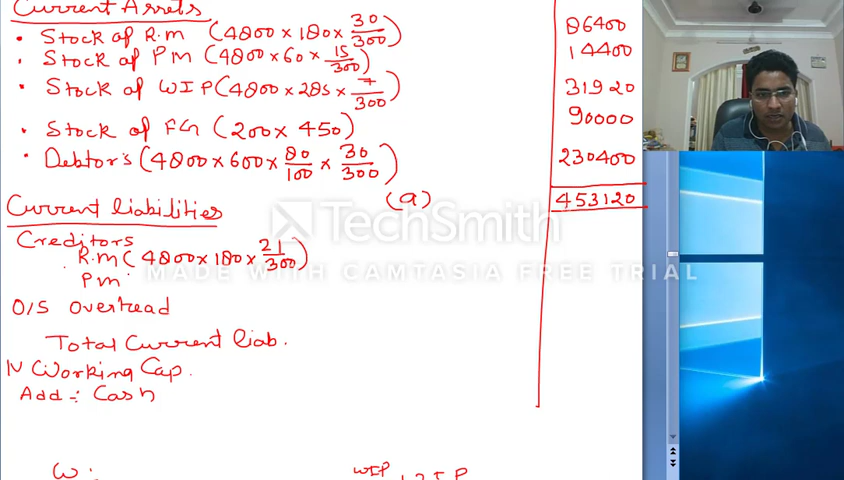 Current Assets
• Stock of R.M (4800 × 180 × 30/300) 86400
• Stock of PM (4800 × 60 × 15/300) 14400
• Stock of WIP (4800 × 285 × 7/300) 31920
• Stock of FG (200 × 450) 90000
• Debtor's (4800 × 600 × 80/100 × 30/300) 230400
(a) 453120
Current liabilities
Creditors
R.M (4800 × 180 × 21/300)
PM
O/S Overhead
Total Current liab.
N Working Cap.
Add :- Cash
TechSmith
MADE WITH CAMTASIA FREE TRIAL
WIP